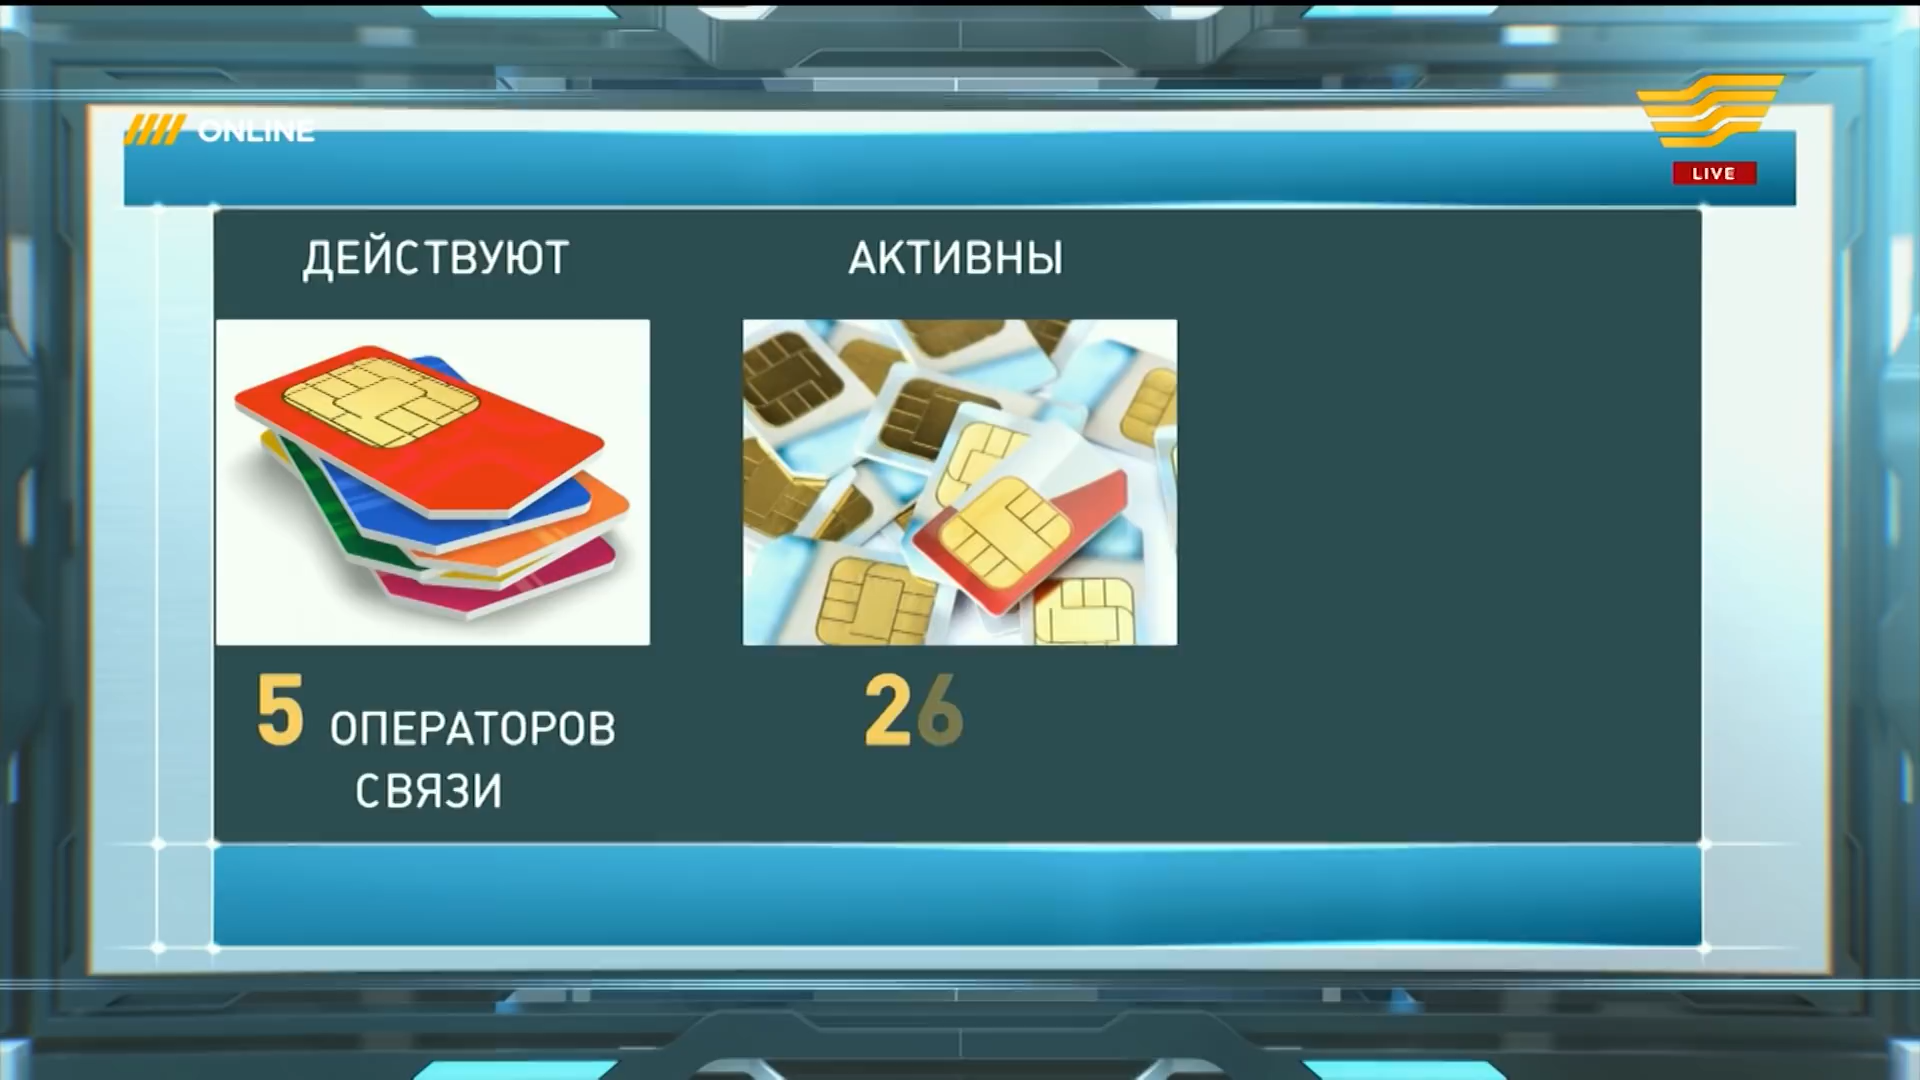 ONLINE
LIVE
ДЕЙСТВУЮТ
АКТИВНЫ
5 ОПЕРАТОРОВ
СВЯЗИ
26